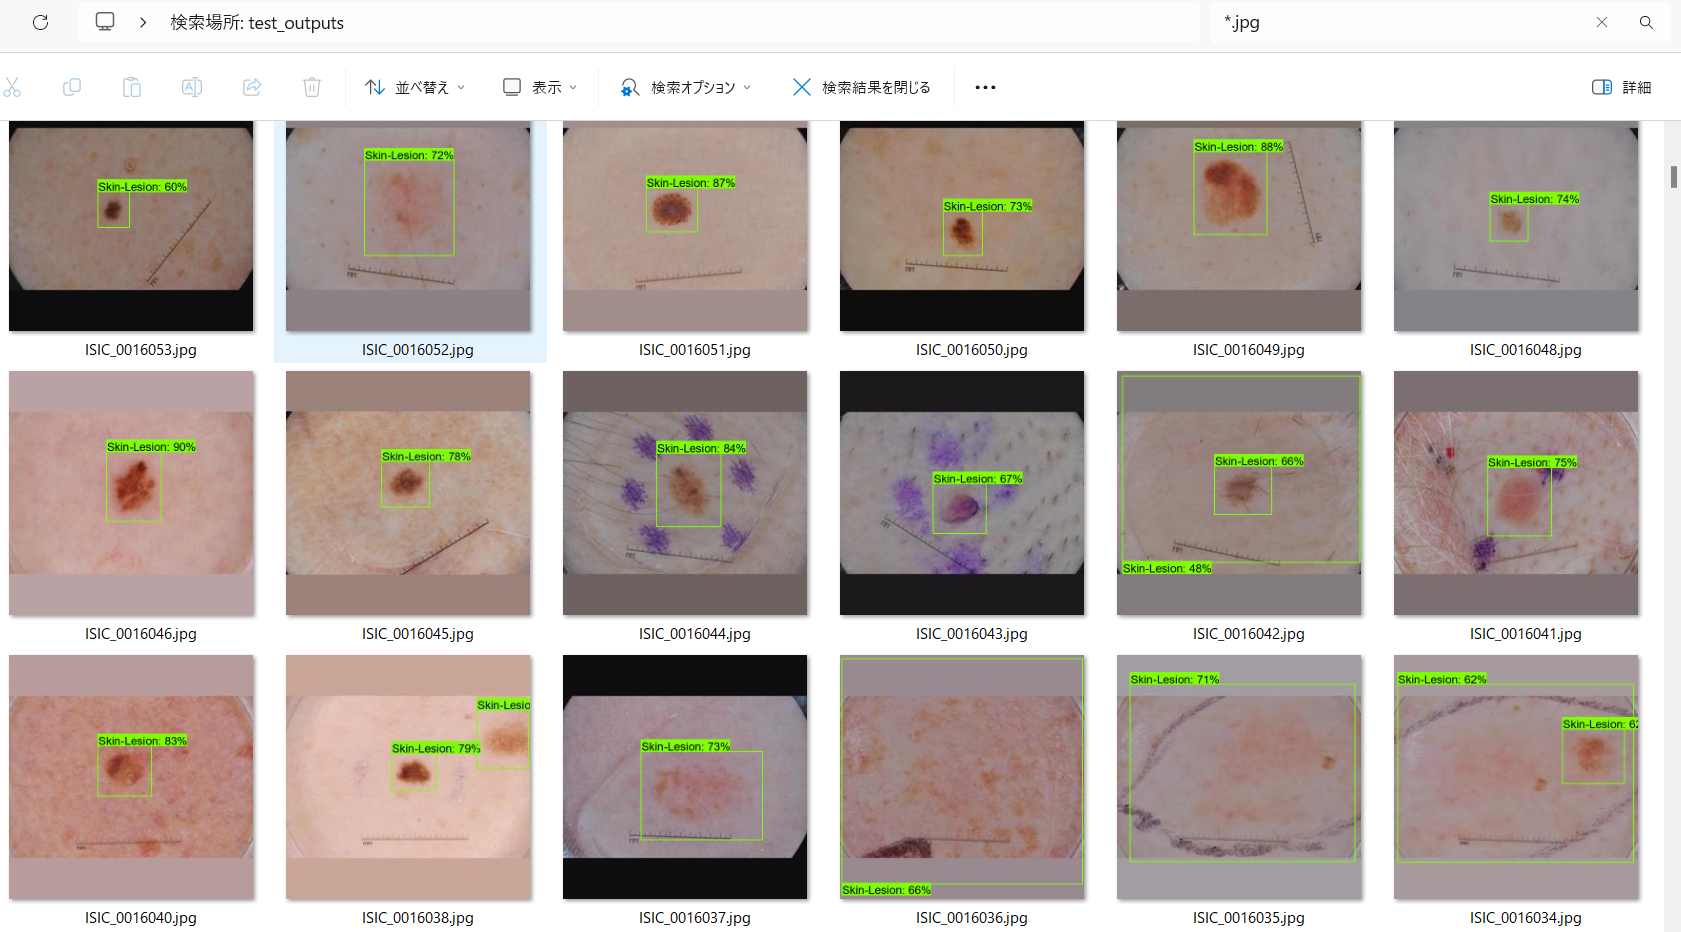 検索場所: test_outputs
*.jpg
並べ替え
表示
検索オプション
検索結果を閉じる
詳細
Skin-Lesion: 60%
Skin-Lesion: 72%
Skin-Lesion: 87%
Skin-Lesion: 73%
Skin-Lesion: 88%
Skin-Lesion: 74%
ISIC_0016053.jpg
ISIC_0016052.jpg
ISIC_0016051.jpg
ISIC_0016050.jpg
ISIC_0016049.jpg
ISIC_0016048.jpg
Skin-Lesion: 90%
Skin-Lesion: 78%
Skin-Lesion: 84%
Skin-Lesion: 67%
Skin-Lesion: 66%
Skin-Lesion: 48%
Skin-Lesion: 75%
ISIC_0016046.jpg
ISIC_0016045.jpg
ISIC_0016044.jpg
ISIC_0016043.jpg
ISIC_0016042.jpg
ISIC_0016041.jpg
Skin-Lesion: 83%
Skin-Lesio
Skin-Lesion: 79%
Skin-Lesion: 73%
Skin-Lesion: 66%
Skin-Lesion: 71%
Skin-Lesion: 62%
Skin-Lesion: 62
ISIC_0016040.jpg
ISIC_0016038.jpg
ISIC_0016037.jpg
ISIC_0016036.jpg
ISIC_0016035.jpg
ISIC_0016034.jpg